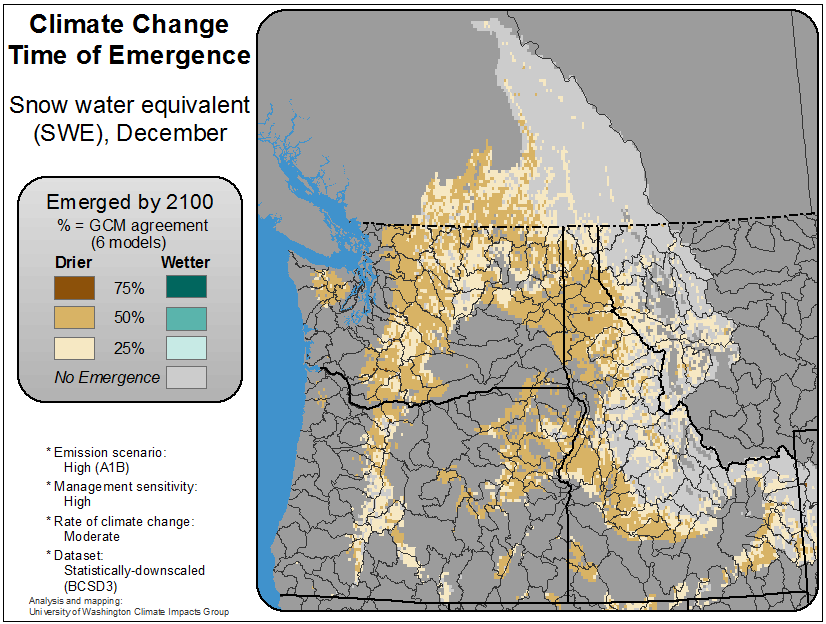 Climate Change
Time of Emergence
Snow water equivalent
(SWE), December
Emerged by 2100
% = GCM agreement
(6 models)
Drier Wetter
75%
50%
25%
No Emergence
* Emission scenario:
High (A1B)
* Management sensitivity:
High
* Rate of climate change:
Moderate
* Dataset:
Statistically-downscaled
(BCSD3)
Analysis and mapping:
University of Washington Climate Impacts Group